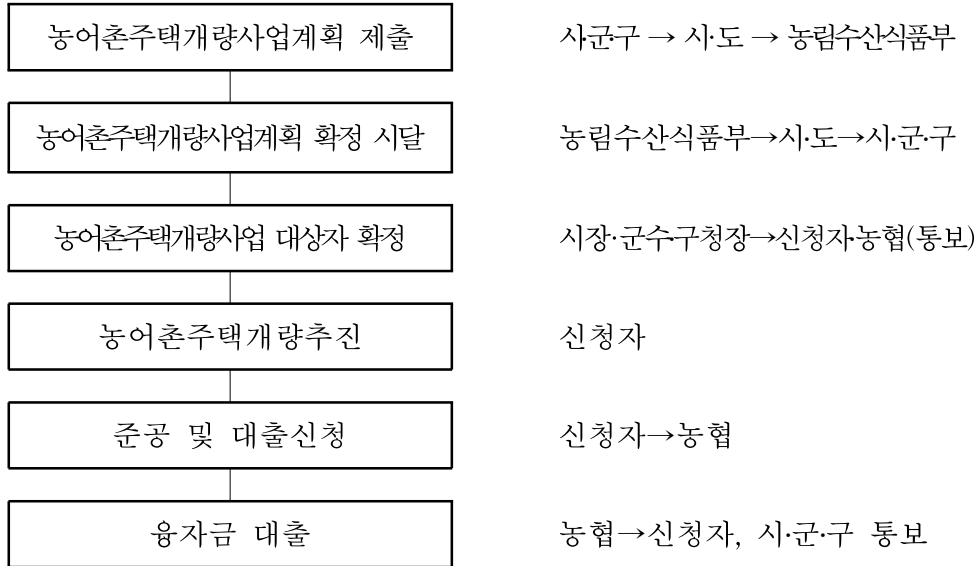 농어촌주택개량사업계획 제출 시·군·구 → 시·도 → 농림수산식품부
농어촌주택개량사업계획 확정 시달 농림수산식품부→시·도→시·군·구
농어촌주택개량사업 대상자 확정 시장·군수·구청장→신청자·농협(통보)
농어촌주택개량추진 신청자
준공 및 대출신청 신청자→농협
융자금 대출 농협→신청자, 시·군·구 통보